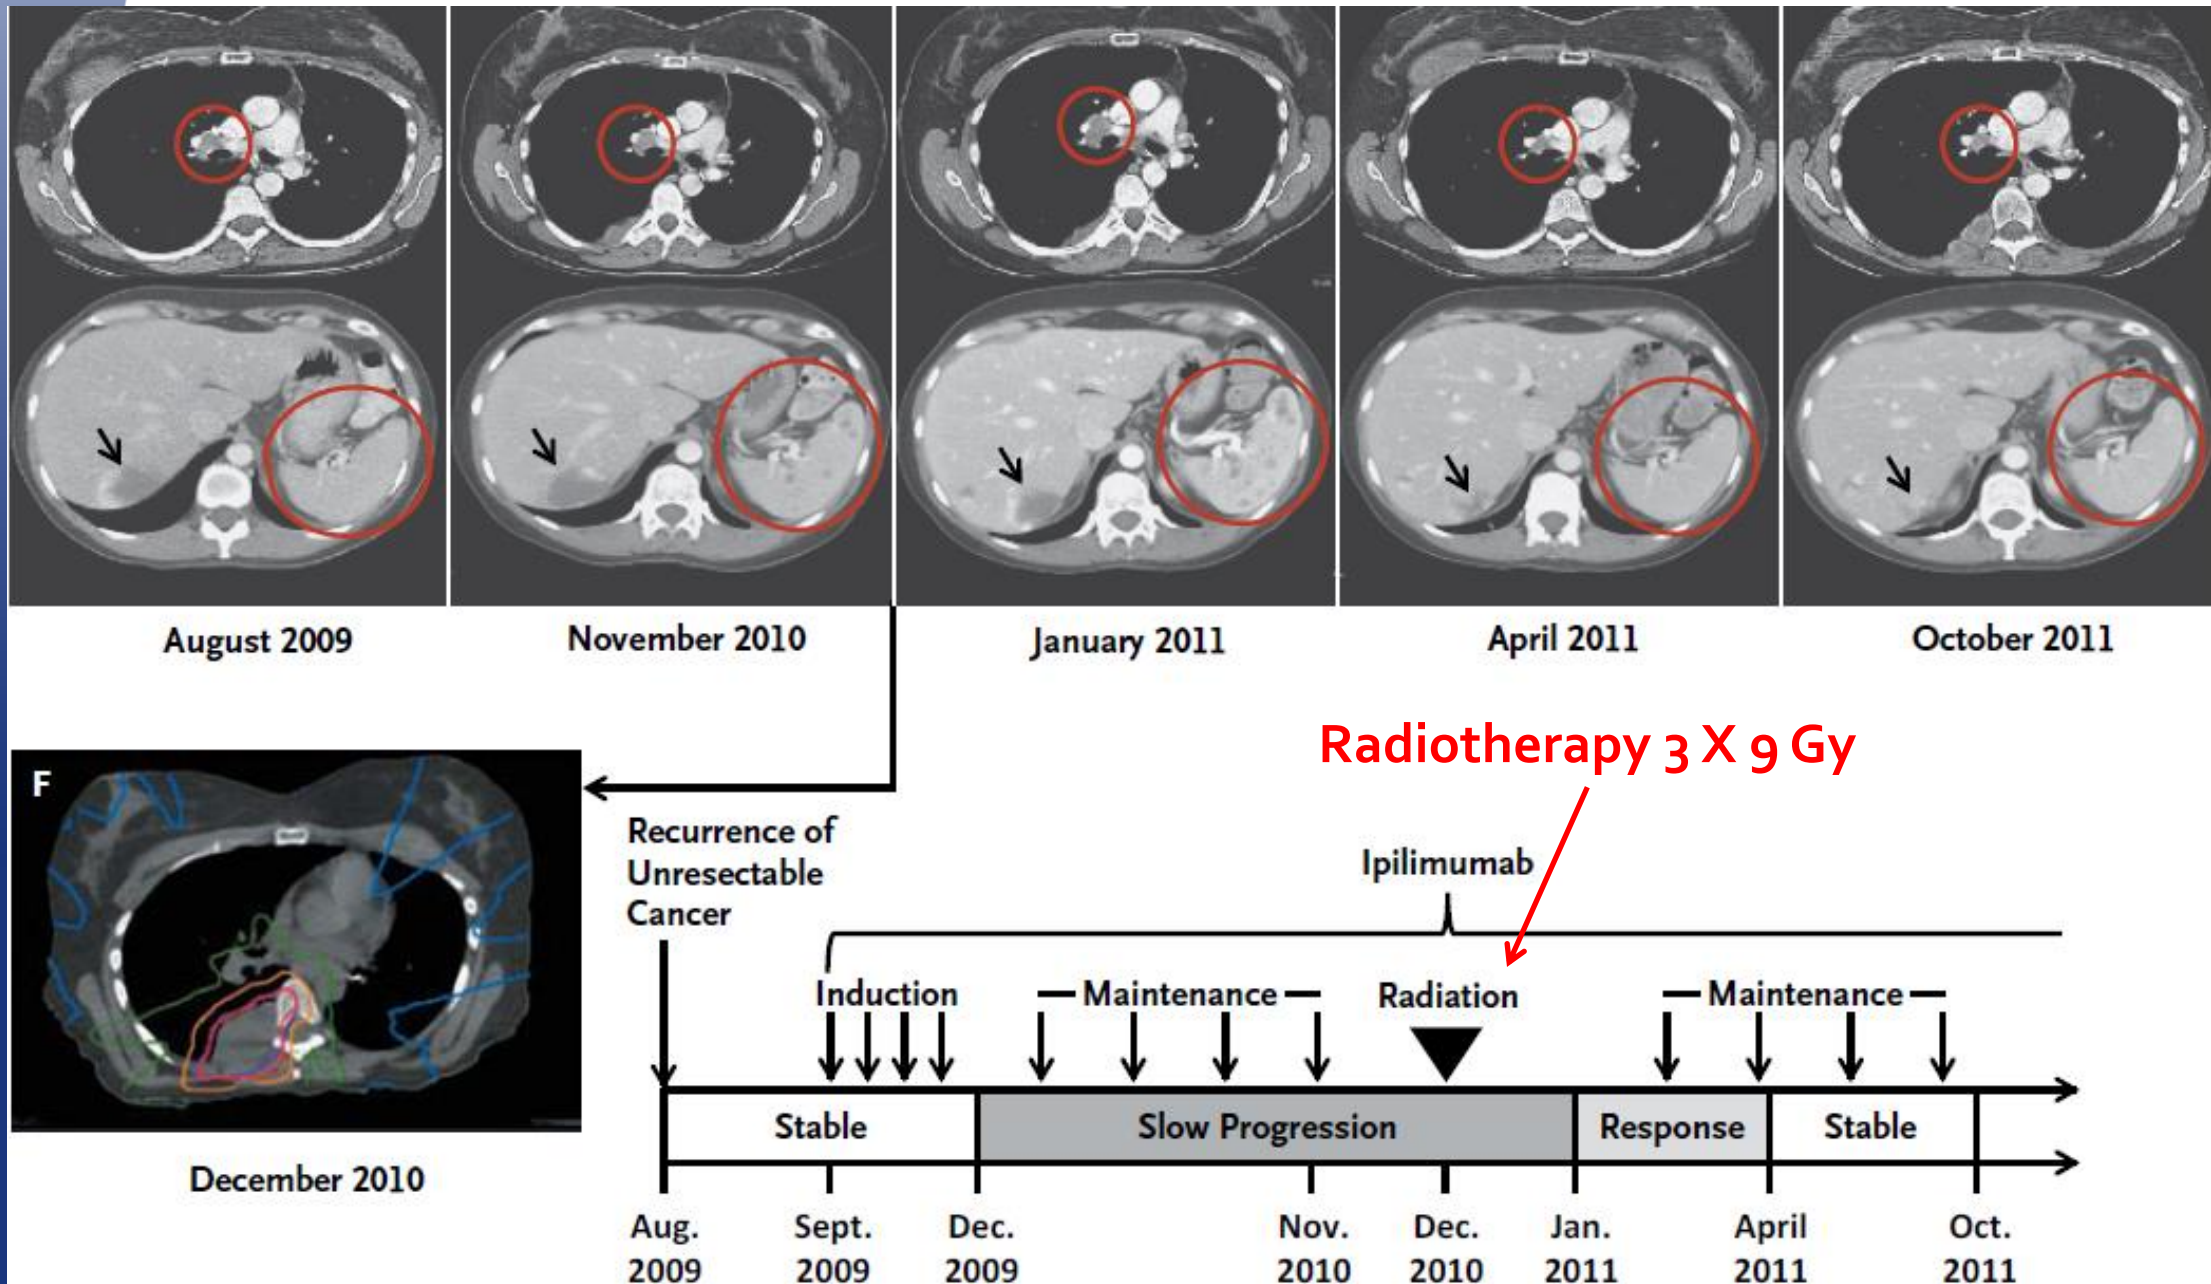 August 2009
November 2010
January 2011
April 2011
October 2011
Radiotherapy 3 X 9 Gy
F
December 2010
Recurrence of
Unresectable
Cancer
Ipilimumab
Induction
Maintenance
Radiation
Maintenance
Stable
Slow Progression
Response
Stable
Aug.
2009
Sept.
2009
Dec.
2009
Nov.
2010
Dec.
2010
Jan.
2011
April
2011
Oct.
2011